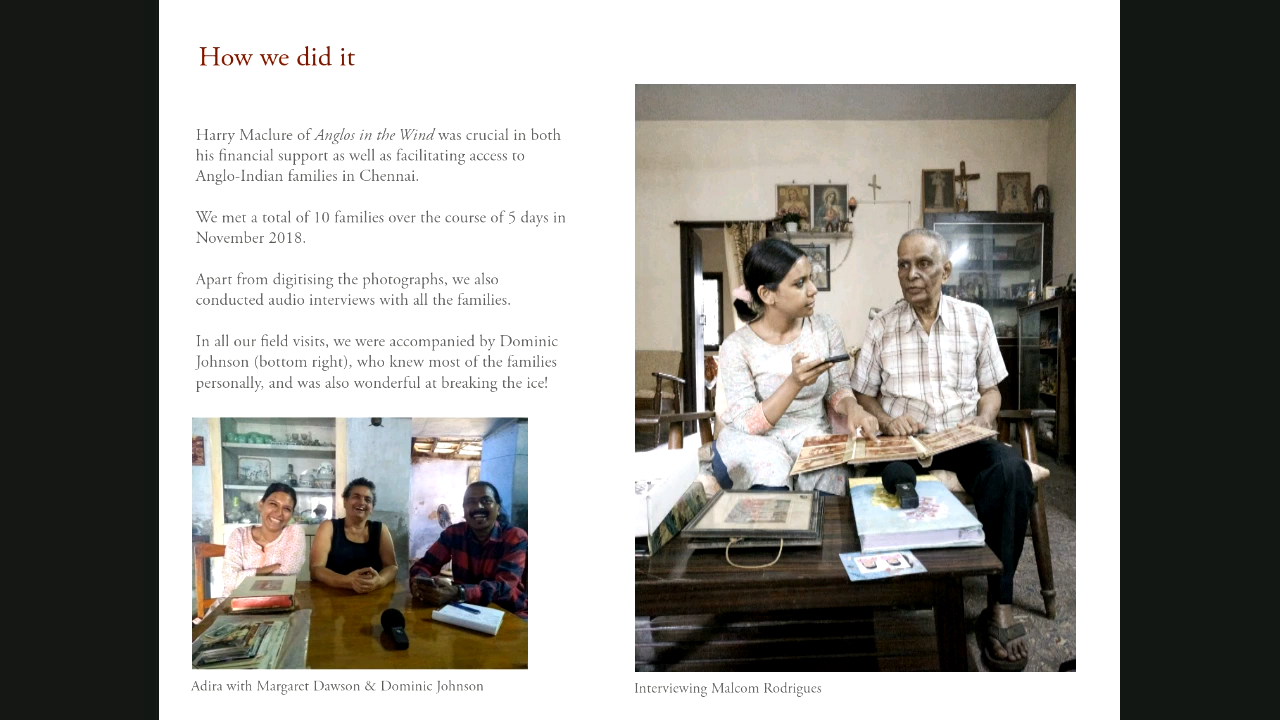 How we did it
Harry Maclure of Anglos in the Wind was crucial in both
his financial support as well as facilitating access to
Anglo-Indian families in Chennai.
We met a total of 10 families over the course of 5 days in
November 2018.
Apart from digitising the photographs, we also
conducted audio interviews with all the families.
In all our field visits, we were accompanied by Dominic
Johnson (bottom right), who knew most of the families
personally, and was also wonderful at breaking the ice!
Adira with Margaret Dawson & Dominic Johnson
Interviewing Malcom Rodrigues